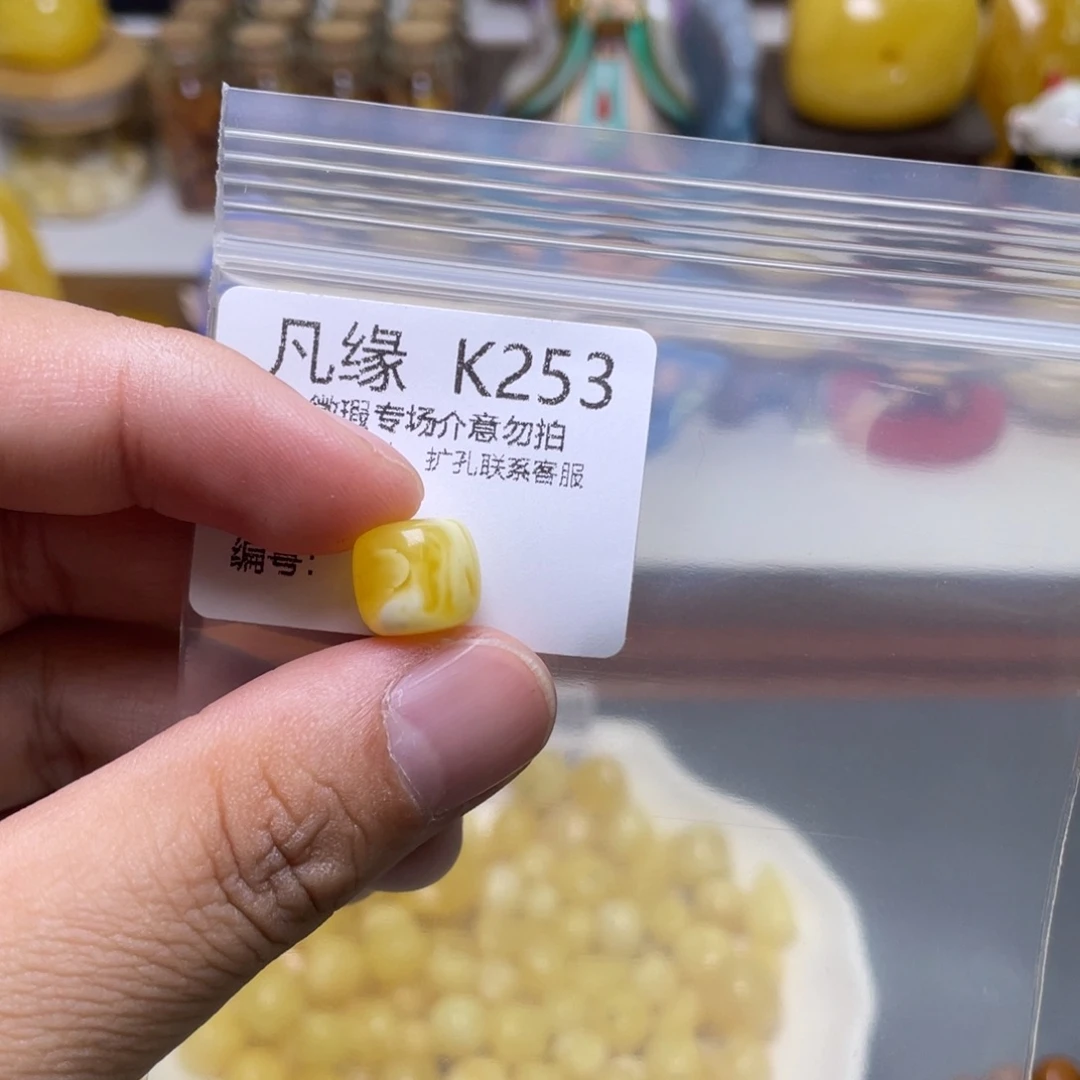 凡缘 K253
微瑕专场介意勿拍
扩孔联系客服
编号：